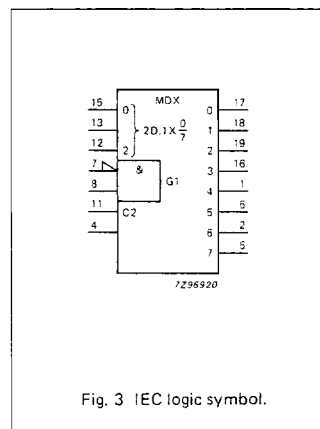 MDX
15 0 0 17
13 2D,1X 0/7 1 18
12 2 2 19
7 & 3 16
8 G1 4 1
11 C2 5 6
4 6 2
7 5
7Z96920
Fig. 3 IEC logic symbol.